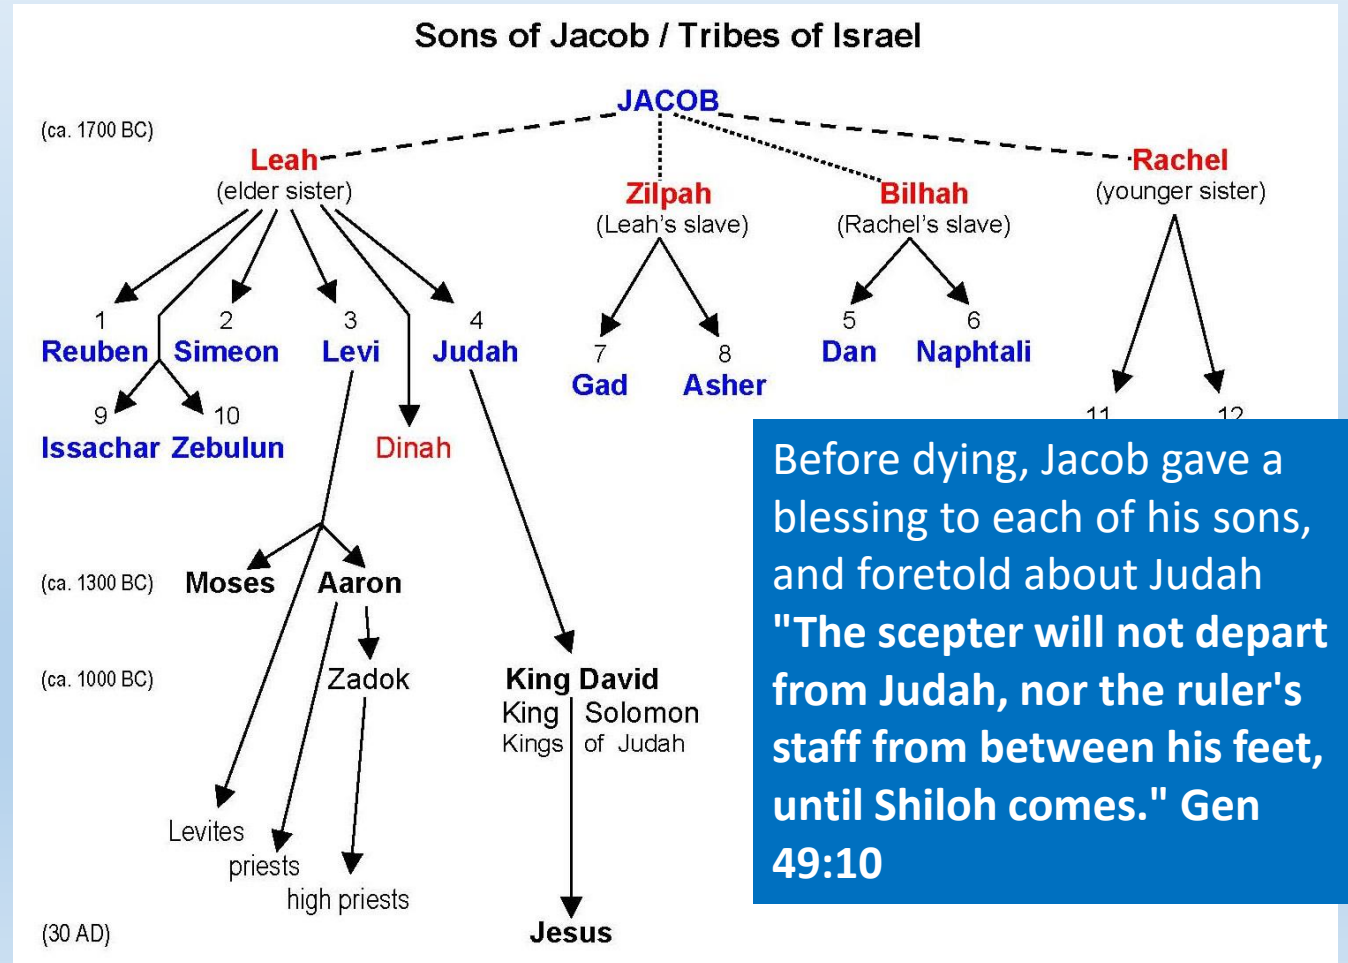 Sons of Jacob / Tribes of Israel
JACOB
(ca. 1700 BC)
Leah
(elder sister)
Zilpah
(Leah's slave)
Bilhah
(Rachel's slave)
Rachel
(younger sister)
1 2 3 4
Reuben Simeon Levi Judah
7 8
Gad Asher
5 6
Dan Naphtali
9 10
Issachar Zebulun
Dinah
11 12
Before dying, Jacob gave a
blessing to each of his sons,
and foretold about Judah
"The scepter will not depart
from Judah, nor the ruler's
staff from between his feet,
until Shiloh comes." Gen
49:10
(ca. 1300 BC) Moses Aaron
(ca. 1000 BC) Zadok King David
King Solomon
Kings of Judah
Levites
priests
high priests
(30 AD) Jesus